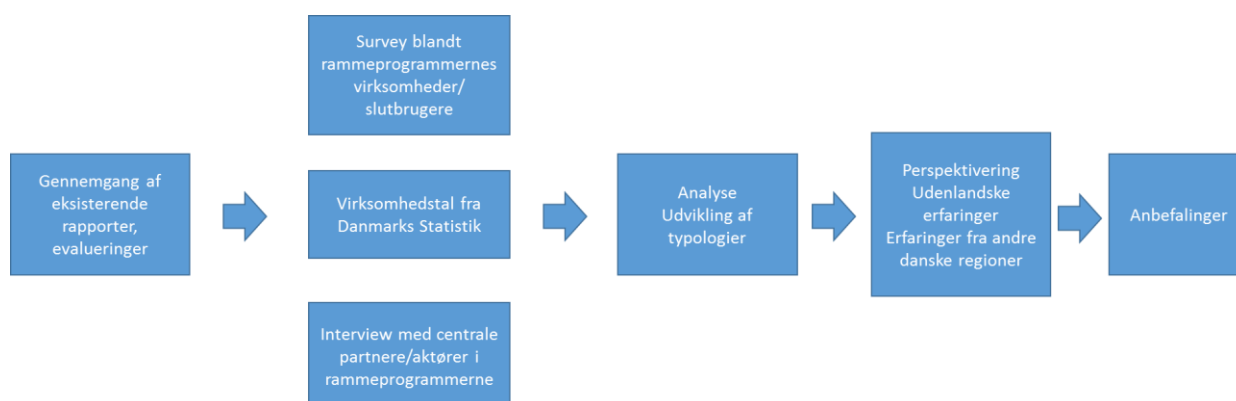 Gennemgang af
eksisterende
rapporter,
evalueringer
Survey blandt
rammeprogrammernes
virksomheder/
slutbrugere
Virksomhedstal fra
Danmarks Statistik
Interview med centrale
partnere/aktører i
rammeprogrammerne
Analyse
Udvikling af
typologier
Perspektivering
Udenlandske
erfaringer
Erfaringer fra andre
danske regioner
Anbefalinger